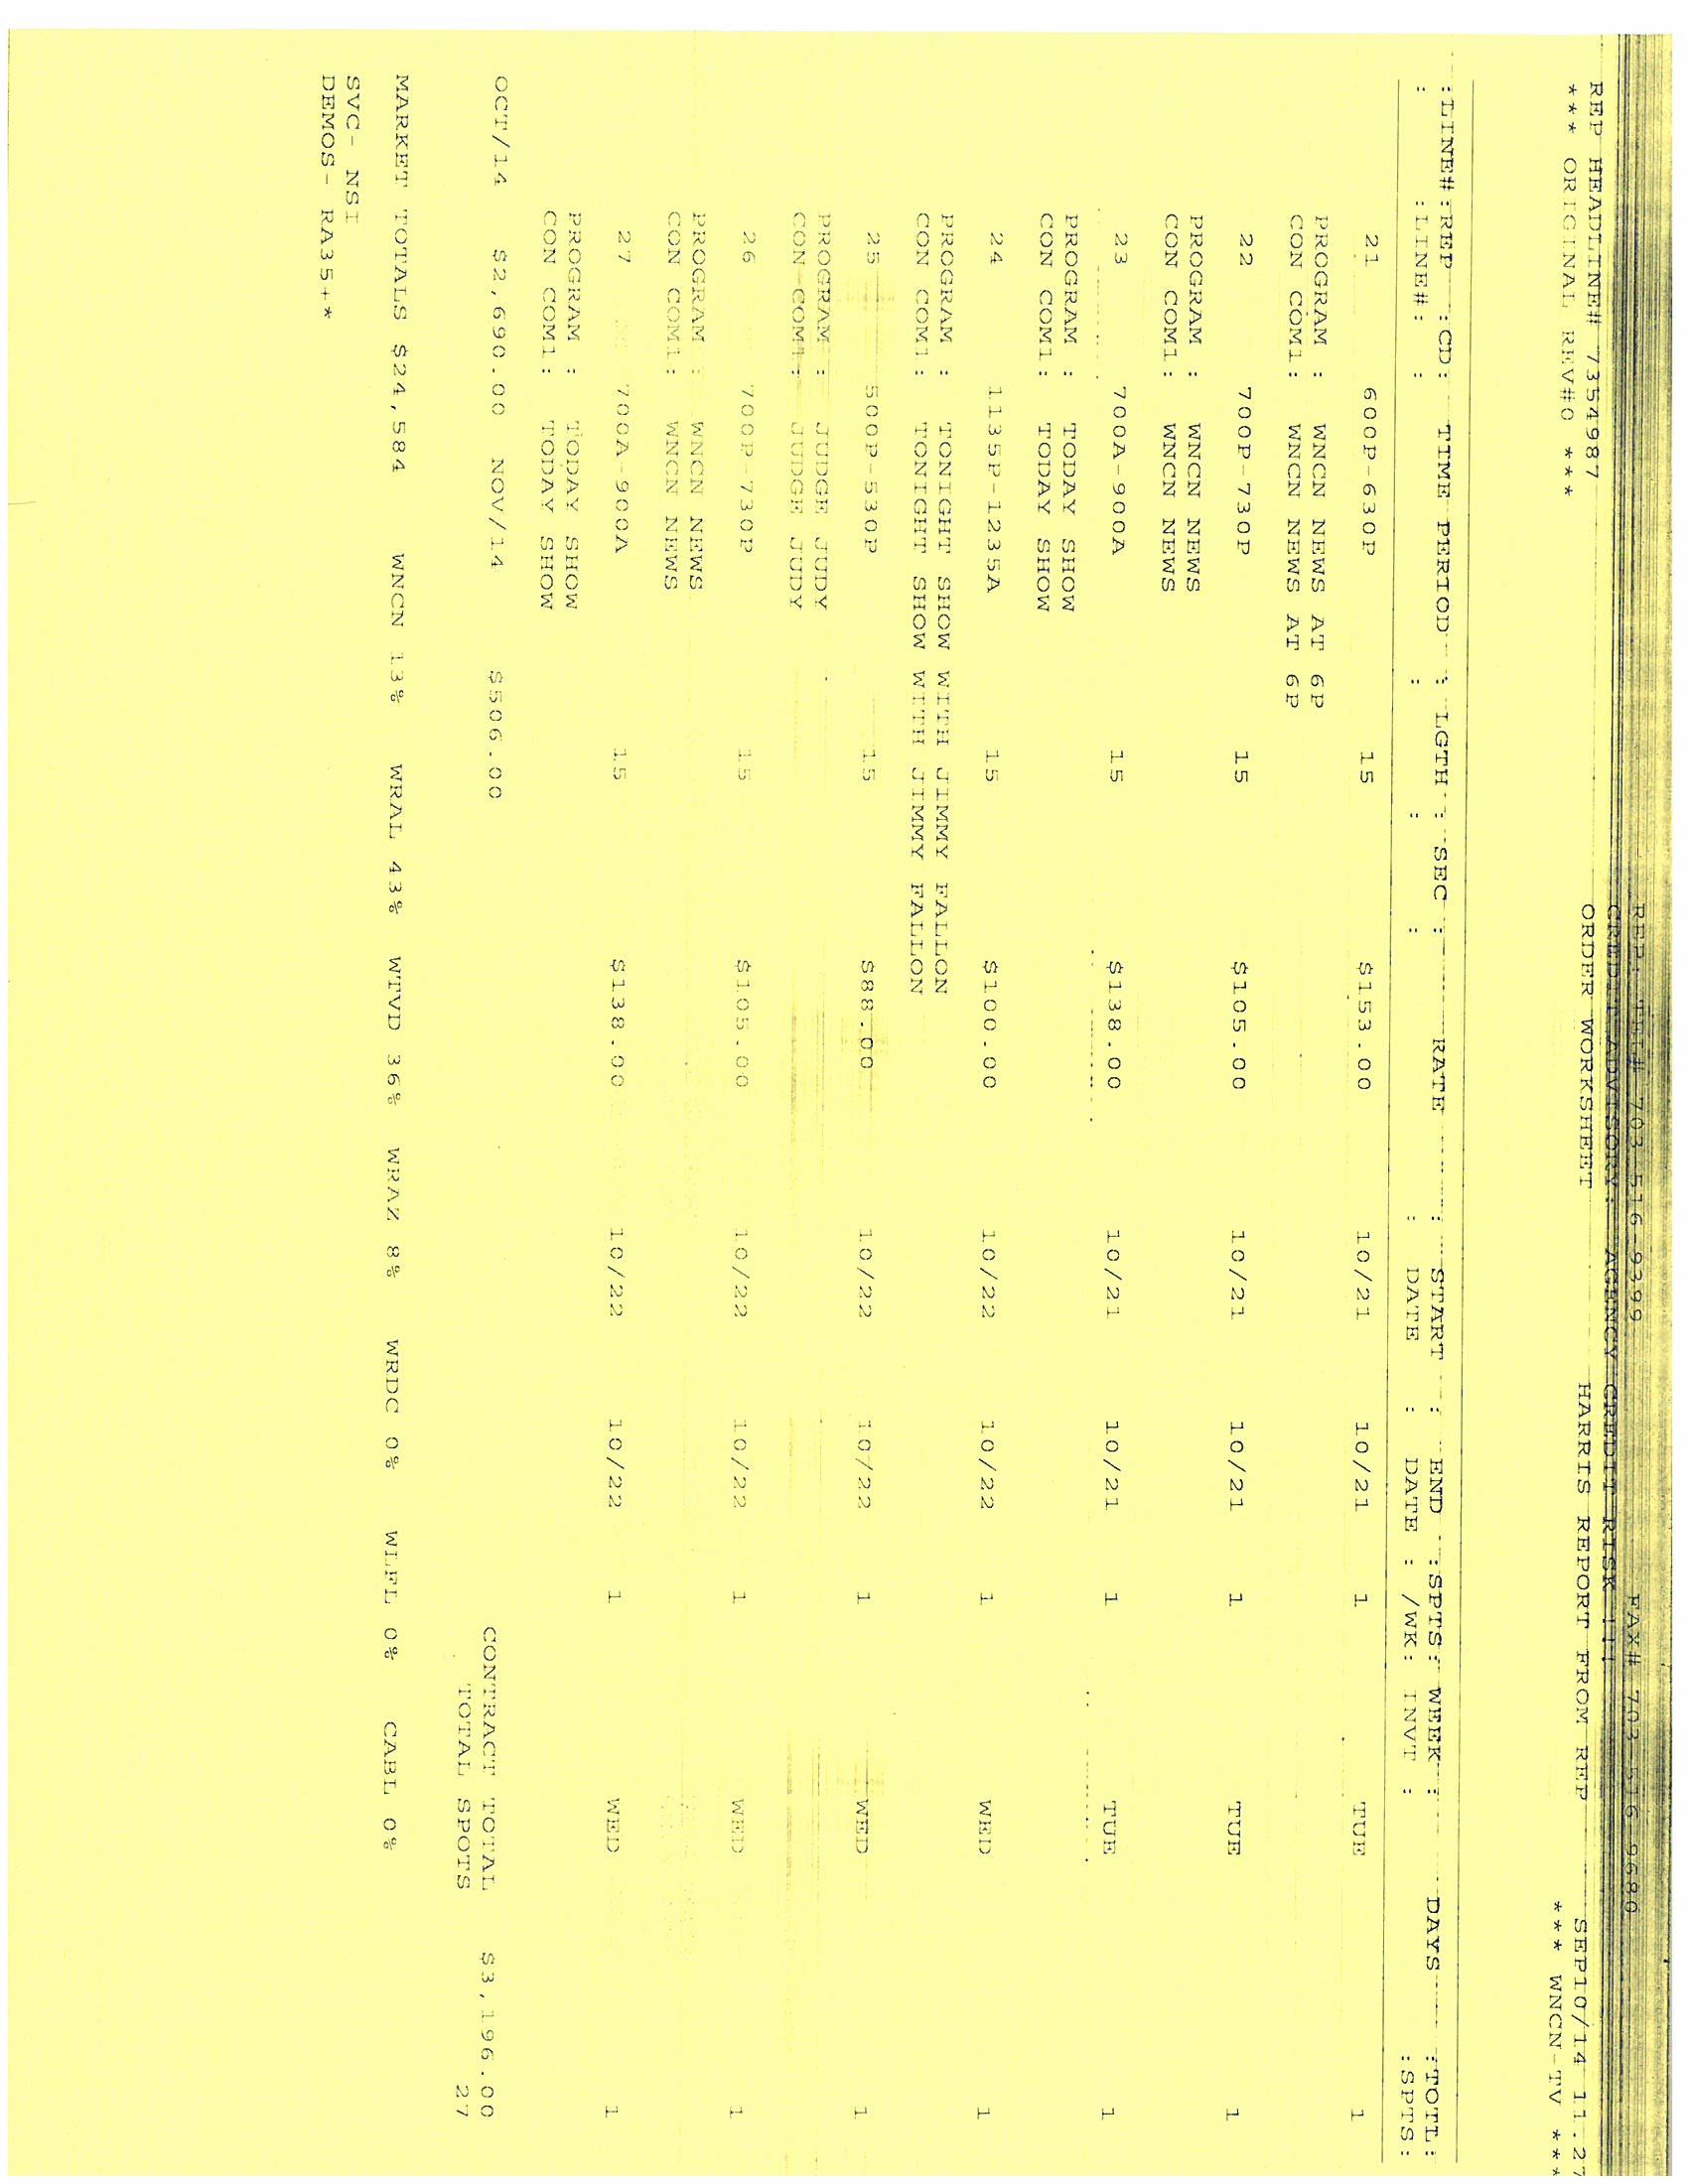 REP. TEL# 703-516-9399 FAX# 703-516-9680
CREDIT ADVISORY: AGENCY CREDIT RISK !!!
REP HEADLINE# 7354987 ORDER WORKSHEET HARRIS REPORT FROM REP SEP10/14 11.27
*** ORIGINAL REV#0 *** *** WNCN-TV ***
:LINE#:REP :CD: TIME PERIOD : LGTH : SEC : RATE : START : END :SPTS: WEEK : DAYS :TOTL:
: :LINE#: : : : : : DATE : DATE : /WK: INVT : :SPTS:
21 600P-630P 15 $153.00 10/21 10/21 1 TUE 1
PROGRAM : WNCN NEWS AT 6P
CON COM1: WNCN NEWS AT 6P
22 700P-730P 15 $105.00 10/21 10/21 1 TUE 1
PROGRAM : WNCN NEWS
CON COM1: WNCN NEWS
23 700A-900A 15 $138.00 10/21 10/21 1 TUE 1
PROGRAM : TODAY SHOW
CON COM1: TODAY SHOW
24 1135P-1235A 15 $100.00 10/22 10/22 1 WED 1
PROGRAM : TONIGHT SHOW WITH JIMMY FALLON
CON COM1: TONIGHT SHOW WITH JIMMY FALLON
25 500P-530P 15 $88.00 10/22 10/22 1 WED 1
PROGRAM : JUDGE JUDY
CON COM1: JUDGE JUDY
26 700P-730P 15 $105.00 10/22 10/22 1 WED 1
PROGRAM : WNCN NEWS
CON COM1: WNCN NEWS
27 700A-900A 15 $138.00 10/22 10/22 1 WED 1
PROGRAM : TODAY SHOW
CON COM1: TODAY SHOW
OCT/14 $2,690.00 NOV/14 $506.00 CONTRACT TOTAL $3,196.00
TOTAL SPOTS 27
MARKET TOTALS $24,584 WNCN 13% WRAL 43% WTVD 36% WRAZ 8% WRDC 0% WLFL 0% CABL 0%
SVC- NSI
DEMOS- RA35+*